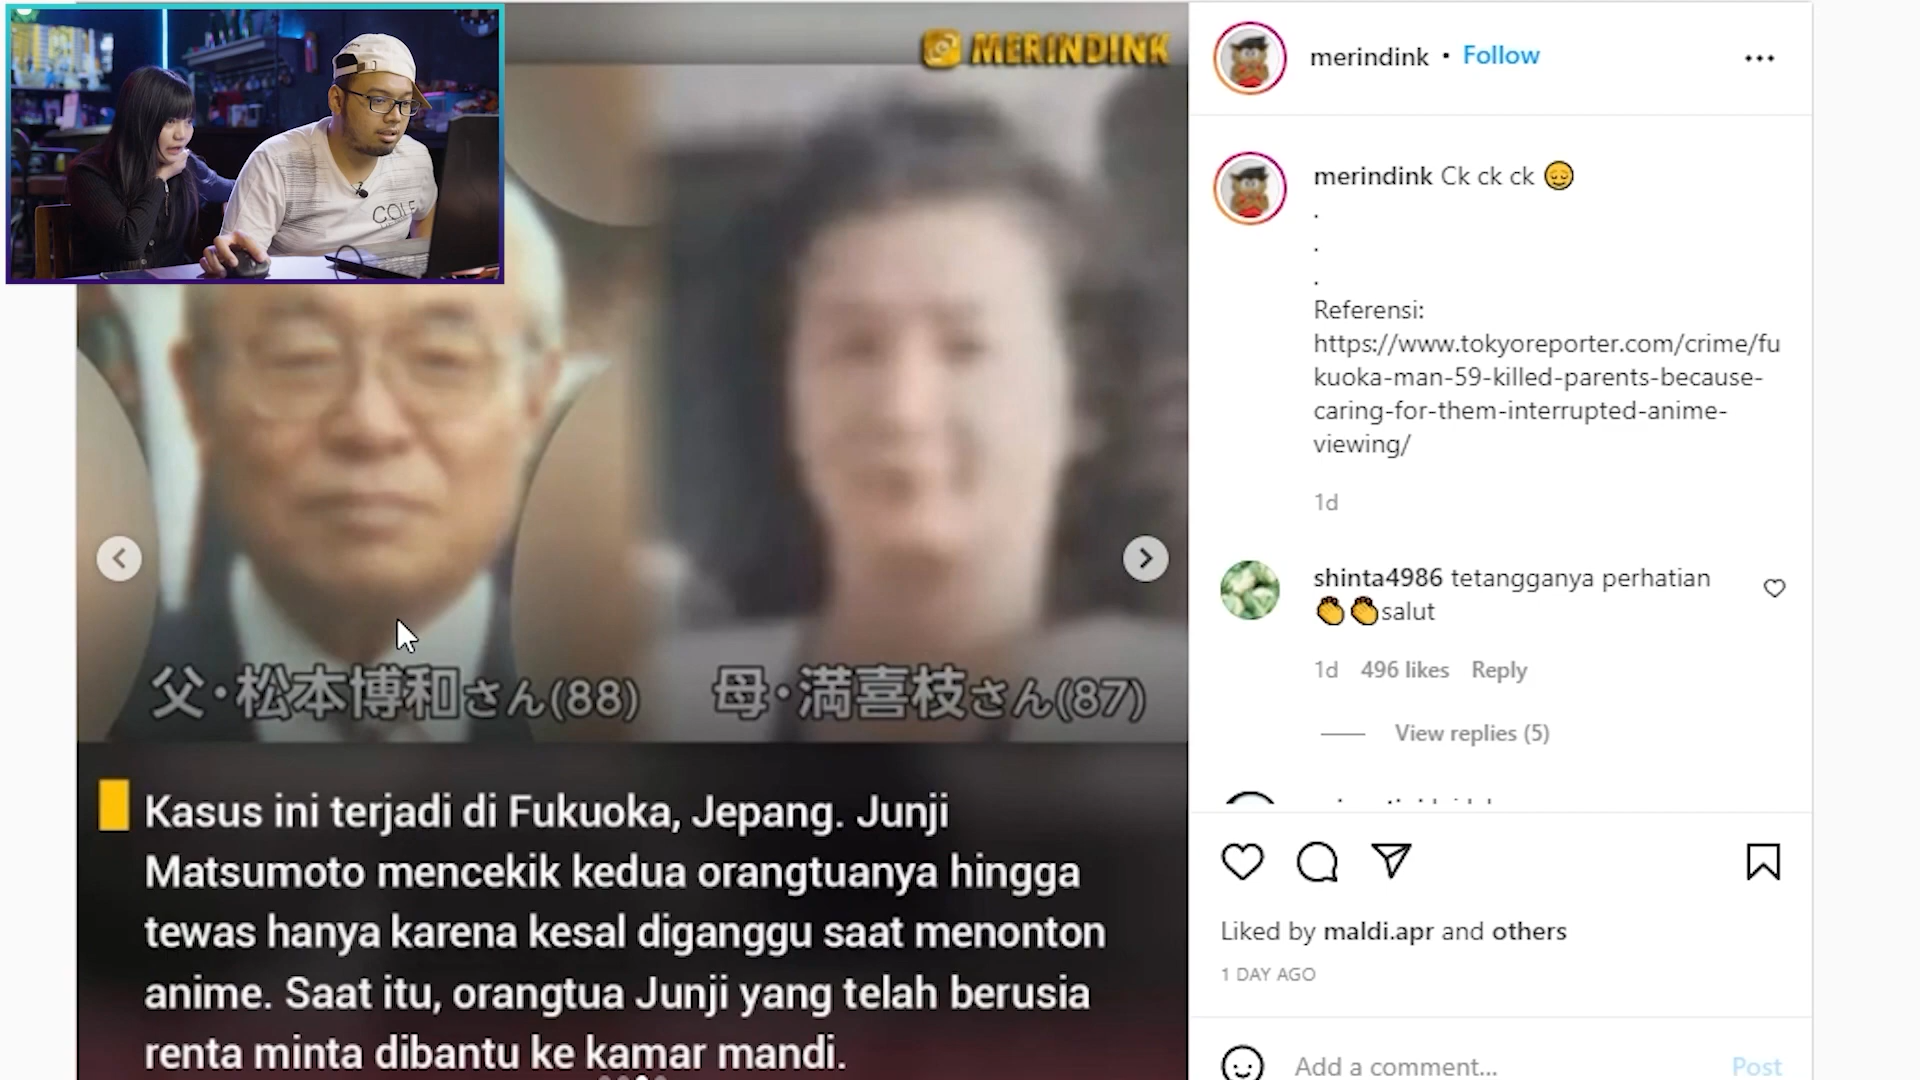 MERINDINK
COLE
父・松本博和さん(88)
母・満喜枝さん(87)
Kasus ini terjadi di Fukuoka, Jepang. Junji
Matsumoto mencekik kedua orangtuanya hingga
tewas hanya karena kesal diganggu saat menonton
anime. Saat itu, orangtua Junji yang telah berusia
renta minta dibantu ke kamar mandi.
merindink • Follow
merindink Ck ck ck 😌
.
.
.
Referensi:
https://www.tokyoreporter.com/crime/fu
kuoka-man-59-killed-parents-because-
caring-for-them-interrupted-anime-
viewing/
1d
shinta4986 tetangganya perhatian
👏👏salut
1d 496 likes Reply
View replies (5)
Liked by maldi.apr and others
1 DAY AGO
Add a comment... Post